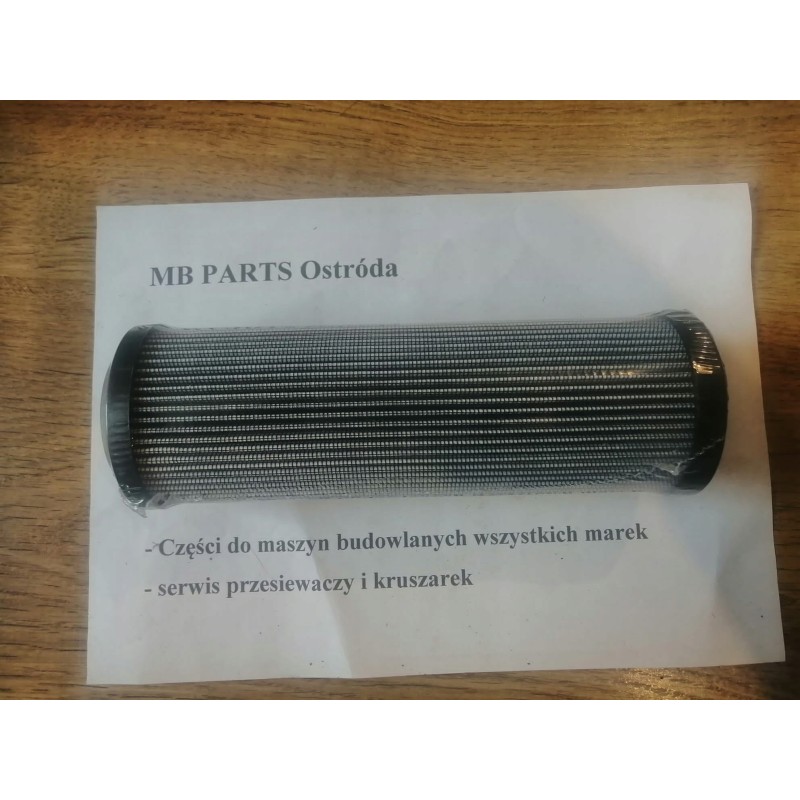 MB PARTS Ostróda
- Części do maszyn budowlanych wszystkich marek
- serwis przesiewaczy i kruszarek